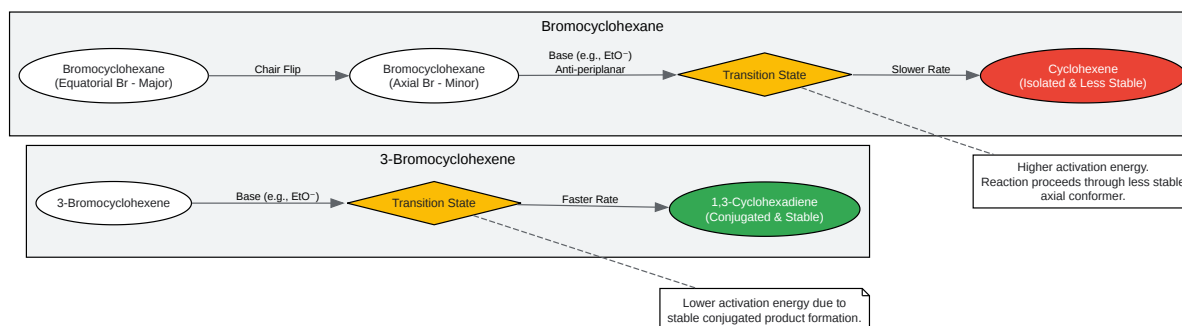 Bromocyclohexane
Bromocyclohexane
(Equatorial Br - Major)
Chair Flip
Bromocyclohexane
(Axial Br - Minor)
Base (e.g., EtO⁻)
Anti-periplanar
Transition State
Slower Rate
Cyclohexene
(Isolated & Less Stable)
Higher activation energy.
Reaction proceeds through less stable
axial conformer.
3-Bromocyclohexene
3-Bromocyclohexene
Base (e.g., EtO⁻)
Transition State
Faster Rate
1,3-Cyclohexadiene
(Conjugated & Stable)
Lower activation energy due to
stable conjugated product formation.